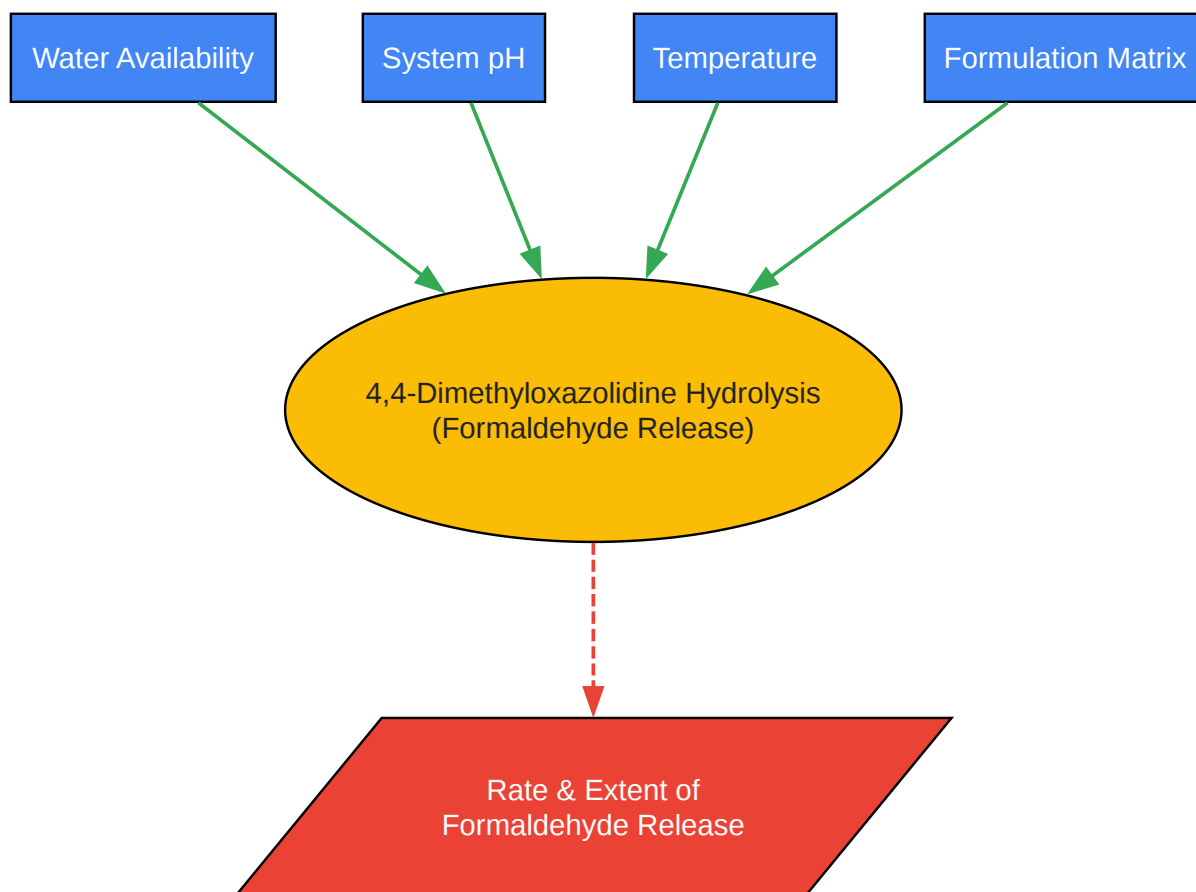 Water Availability
System pH
Temperature
Formulation Matrix
4,4-Dimethyloxazolidine Hydrolysis
(Formaldehyde Release)
Rate & Extent of
Formaldehyde Release